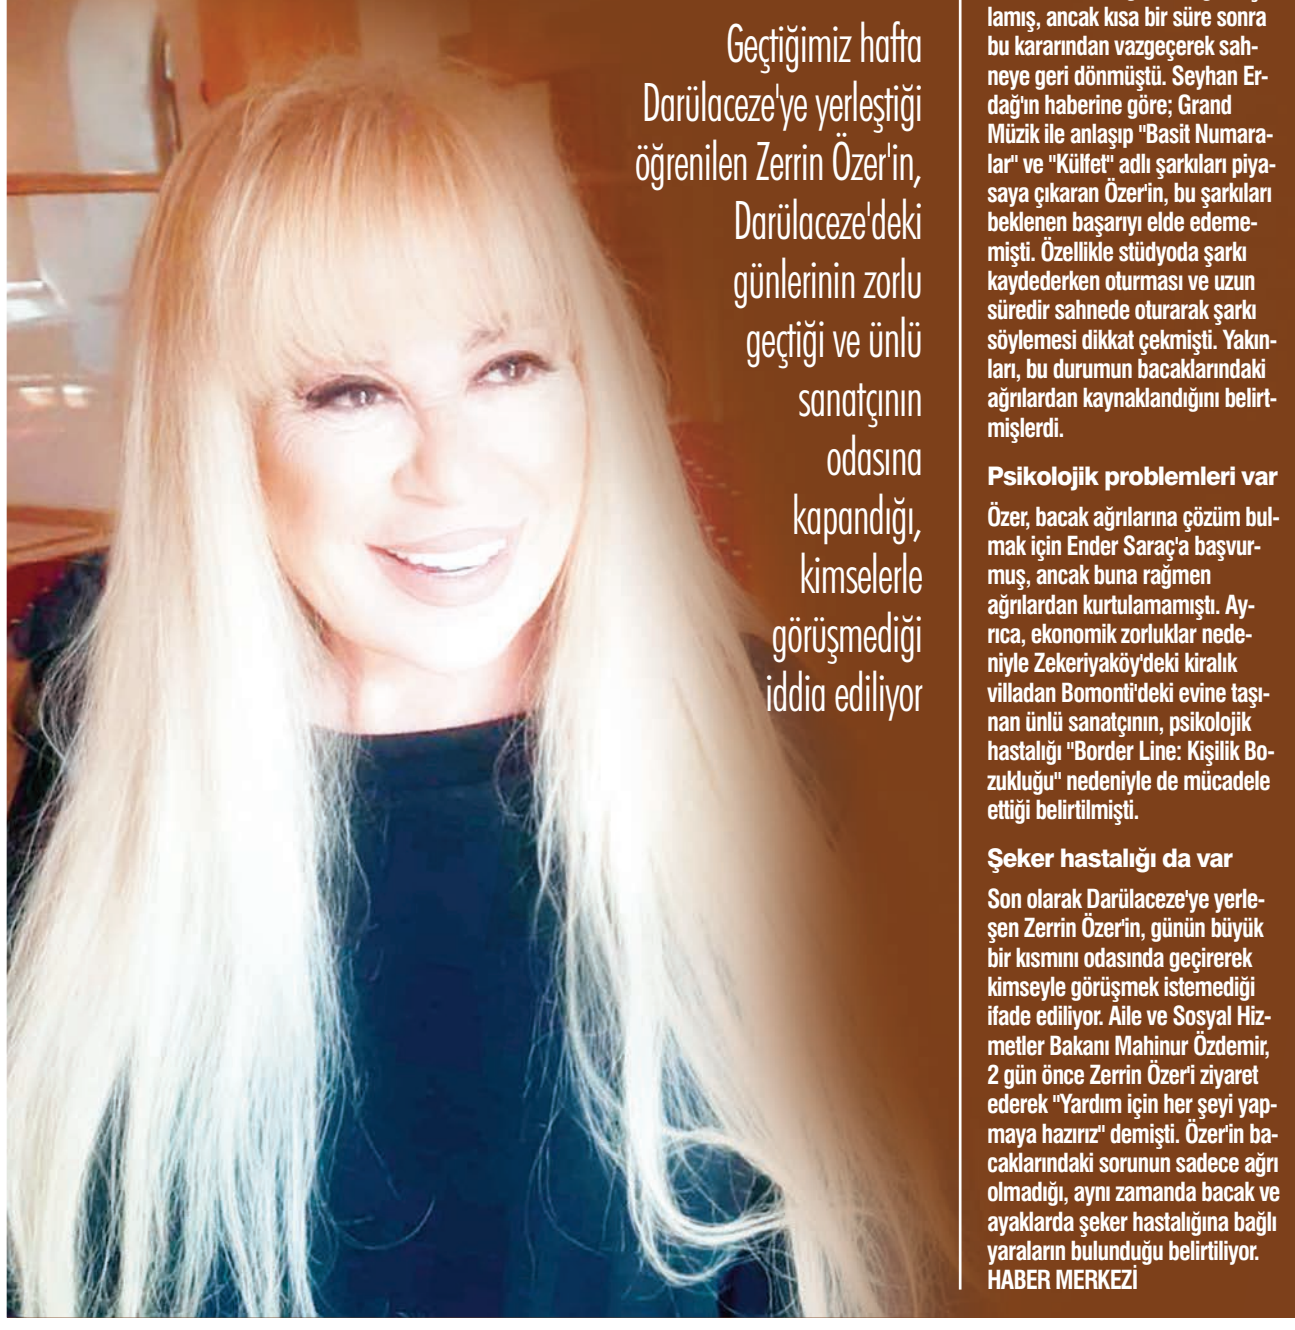 Geçtiğimiz hafta
Darülaceze'ye yerleştiği
öğrenilen Zerrin Özer'in,
Darülaceze'deki
günlerinin zorlu
geçtiği ve ünlü
sanatçının
odasına
kapandığı,
kimselerle
görüşmediği
iddia ediliyor
lamış, ancak kısa bir süre sonra
bu kararından vazgeçerek sah-
neye geri dönmüştü. Seyhan Er-
dağ'ın haberine göre; Grand
Müzik ile anlaşıp "Basit Numara-
lar" ve "Külfet" adlı şarkıları piya-
saya çıkaran Özer'in, bu şarkıları
beklenen başarıyı elde edeme-
mişti. Özellikle stüdyoda şarkı
kaydederken oturması ve uzun
süredir sahnede oturarak şarkı
söylemesi dikkat çekmişti. Yakın-
ları, bu durumun bacaklarındaki
ağrılardan kaynaklandığını belirt-
mişlerdi.
Psikolojik problemleri var
Özer, bacak ağrılarına çözüm bul-
mak için Ender Saraç'a başvur-
muş, ancak buna rağmen
ağrılardan kurtulamamıştı. Ay-
rıca, ekonomik zorluklar nede-
niyle Zekeriyaköy'deki kiralık
villadan Bomonti'deki evine taşı-
nan ünlü sanatçının, psikolojik
hastalığı "Border Line: Kişilik Bo-
zukluğu" nedeniyle de mücadele
ettiği belirtilmişti.
Şeker hastalığı da var
Son olarak Darülaceze'ye yerle-
şen Zerrin Özer'in, günün büyük
bir kısmını odasında geçirerek
kimseyle görüşmek istemediği
ifade ediliyor. Aile ve Sosyal Hiz-
metler Bakanı Mahinur Özdemir,
2 gün önce Zerrin Özer'i ziyaret
ederek "Yardım için her şeyi yap-
maya hazırız" demişti. Özer'in ba-
caklarındaki sorunun sadece ağrı
olmadığı, aynı zamanda bacak ve
ayaklarda şeker hastalığına bağlı
yaraların bulunduğu belirtiliyor.
HABER MERKEZİ